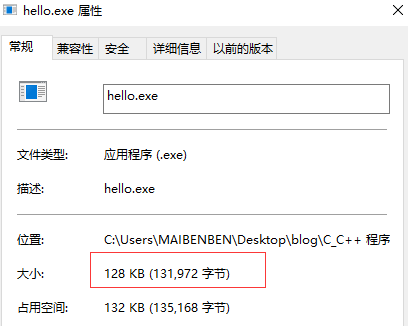 hello.exe 属性
常规 兼容性 安全 详细信息 以前的版本
hello.exe
文件类型: 应用程序 (.exe)
描述: hello.exe
位置: C:\Users\MAIBENBEN\Desktop\blog\C_C++ 程序
大小: 128 KB (131,972 字节)
占用空间: 132 KB (135,168 字节)